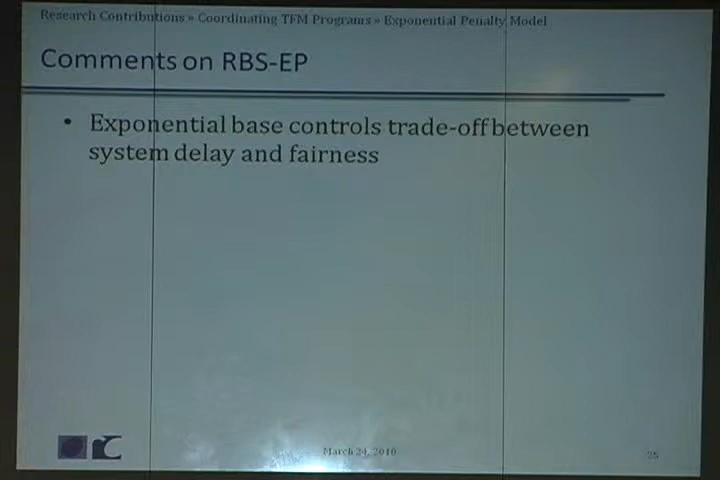 Research Contributions » Coordinating TFM Programs » Exponential Penalty Model
Comments on RBS-EP
• Exponential base controls trade-off between
system delay and fairness
March 24, 2010
25